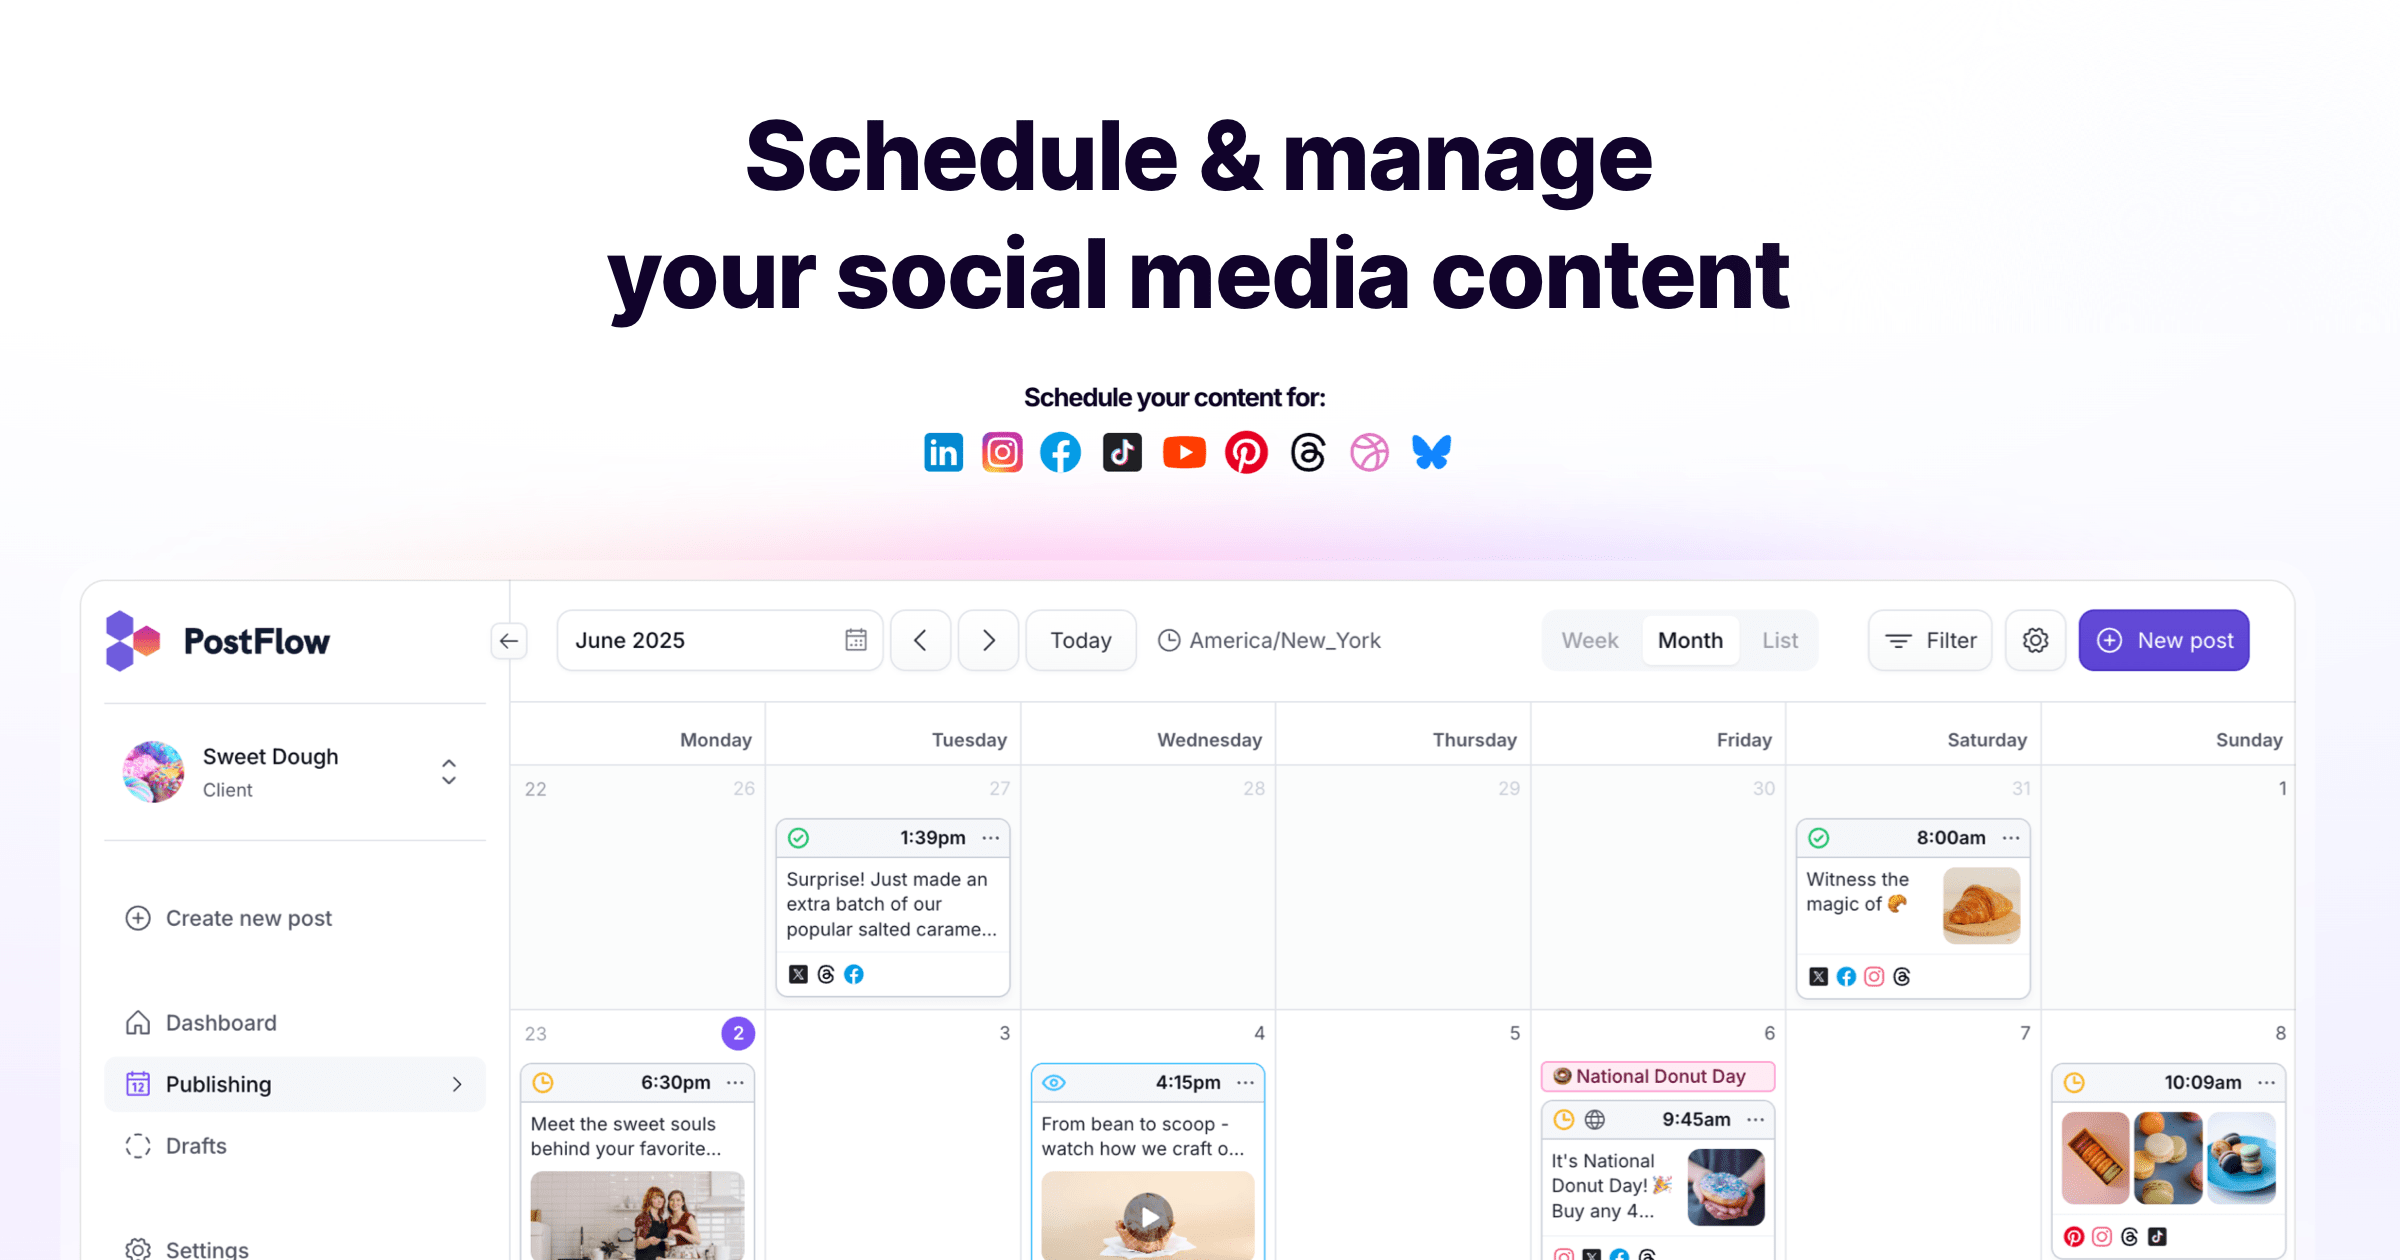 Schedule & manage
your social media content
Schedule your content for:
PostFlow
June 2025
Today
America/New_York
Week
Month
List
Filter
New post
Sweet Dough
Client
Create new post
Dashboard
12
Publishing
Drafts
Settings
Monday
Tuesday
Wednesday
Thursday
Friday
Saturday
Sunday
22
26
27
28
29
30
31
1
1:39pm ...
Surprise! Just made an
extra batch of our
popular salted carame...
8:00am ...
Witness the
magic of 🥐
23
2
3
4
5
6
7
8
6:30pm ...
Meet the sweet souls
behind your favorite...
4:15pm ...
From bean to scoop -
watch how we craft o...
🍩 National Donut Day
9:45am ...
It's National
Donut Day! 🎉
Buy any 4...
10:09am ...